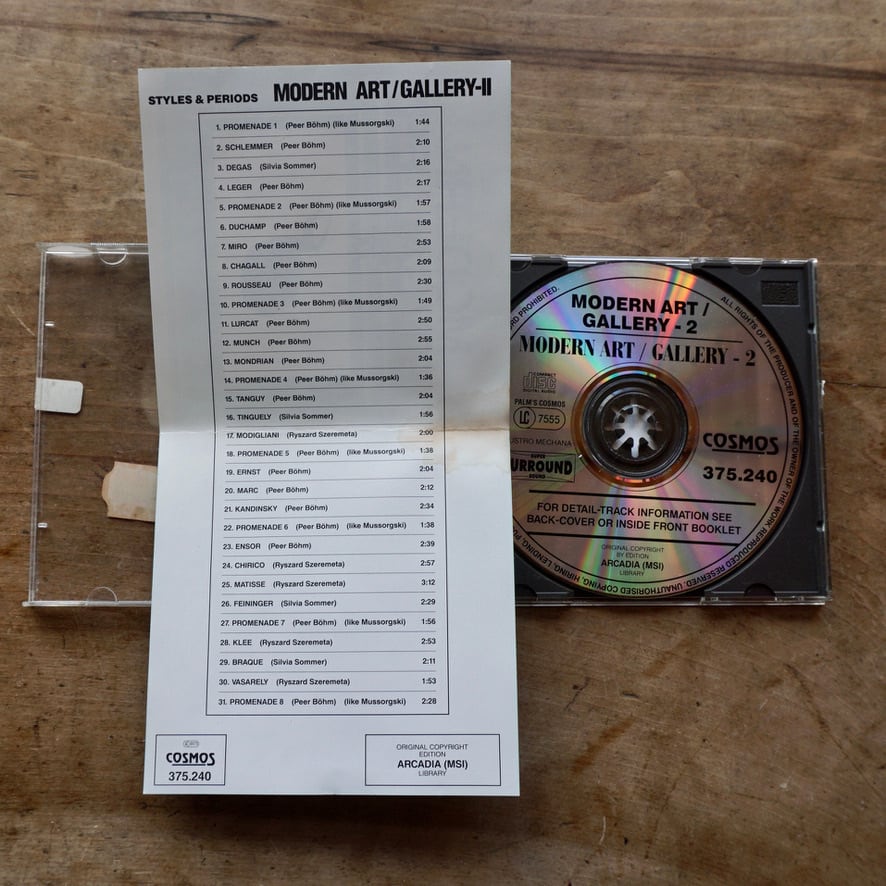 STYLES & PERIODS MODERN ART/GALLERY-II
1. PROMENADE 1 (Peer Böhm) (like Mussorgski) 1:44
2. SCHLEMMER (Peer Böhm) 2:10
3. DEGAS (Silvia Sommer) 2:16
4. LEGER (Peer Böhm) 2:17
5. PROMENADE 2 (Peer Böhm) (like Mussorgski) 1:57
6. DUCHAMP (Peer Böhm) 1:58
7. MIRO (Peer Böhm) 2:53
8. CHAGALL (Peer Böhm) 2:09
9. ROUSSEAU (Peer Böhm) 2:30
10. PROMENADE 3 (Peer Böhm) (like Mussorgski) 1:49
11. LURCAT (Peer Böhm) 2:50
12. MUNCH (Peer Böhm) 2:55
13. MONDRIAN (Peer Böhm) 2:04
14. PROMENADE 4 (Peer Böhm) (like Mussorgski) 1:36
15. TANGUY (Peer Böhm) 2:04
16. TINGUELY (Silvia Sommer) 1:56
17. MODIGLIANI (Ryszard Szeremeta) 2:00
18. PROMENADE 5 (Peer Böhm) (like Mussorgski) 1:38
19. ERNST (Peer Böhm) 2:04
20. MARC (Peer Böhm) 2:12
21. KANDINSKY (Peer Böhm) 2:34
22. PROMENADE 6 (Peer Böhm) (like Mussorgski) 1:38
23. ENSOR (Peer Böhm) 2:39
24. CHIRICO (Ryszard Szeremeta) 2:57
25. MATISSE (Ryszard Szeremeta) 3:12
26. FEININGER (Silvia Sommer) 2:29
27. PROMENADE 7 (Peer Böhm) (like Mussorgski) 1:56
28. KLEE (Ryszard Szeremeta) 2:53
29. BRAQUE (Silvia Sommer) 2:11
30. VASARELY (Ryszard Szeremeta) 1:53
31. PROMENADE 8 (Peer Böhm) (like Mussorgski) 2:28
COSMOS
375.240
ORIGINAL COPYRIGHT
EDITION
ARCADIA (MSI)
LIBRARY
MODERN ART /
GALLERY - 2
MODERN ART / GALLERY - 2
COMPACT
disc
DIGITAL AUDIO
PALM'S COSMOS
LC 7555
USTRO MECHANA
SUPER
URROUND
SOUND
COSMOS
375.240
FOR DETAIL-TRACK INFORMATION SEE
BACK-COVER OR INSIDE FRONT BOOKLET
ORIGINAL COPYRIGHT
BY EDITION
ARCADIA (MSI)
LIBRARY
ALL RIGHTS OF THE PRODUCER AND OF THE OWNER OF THE WORK REPRODUCED RESERVED. UNAUTHORISED COPYING, HIRING, LENDING, PU
RD PROHIBITED.